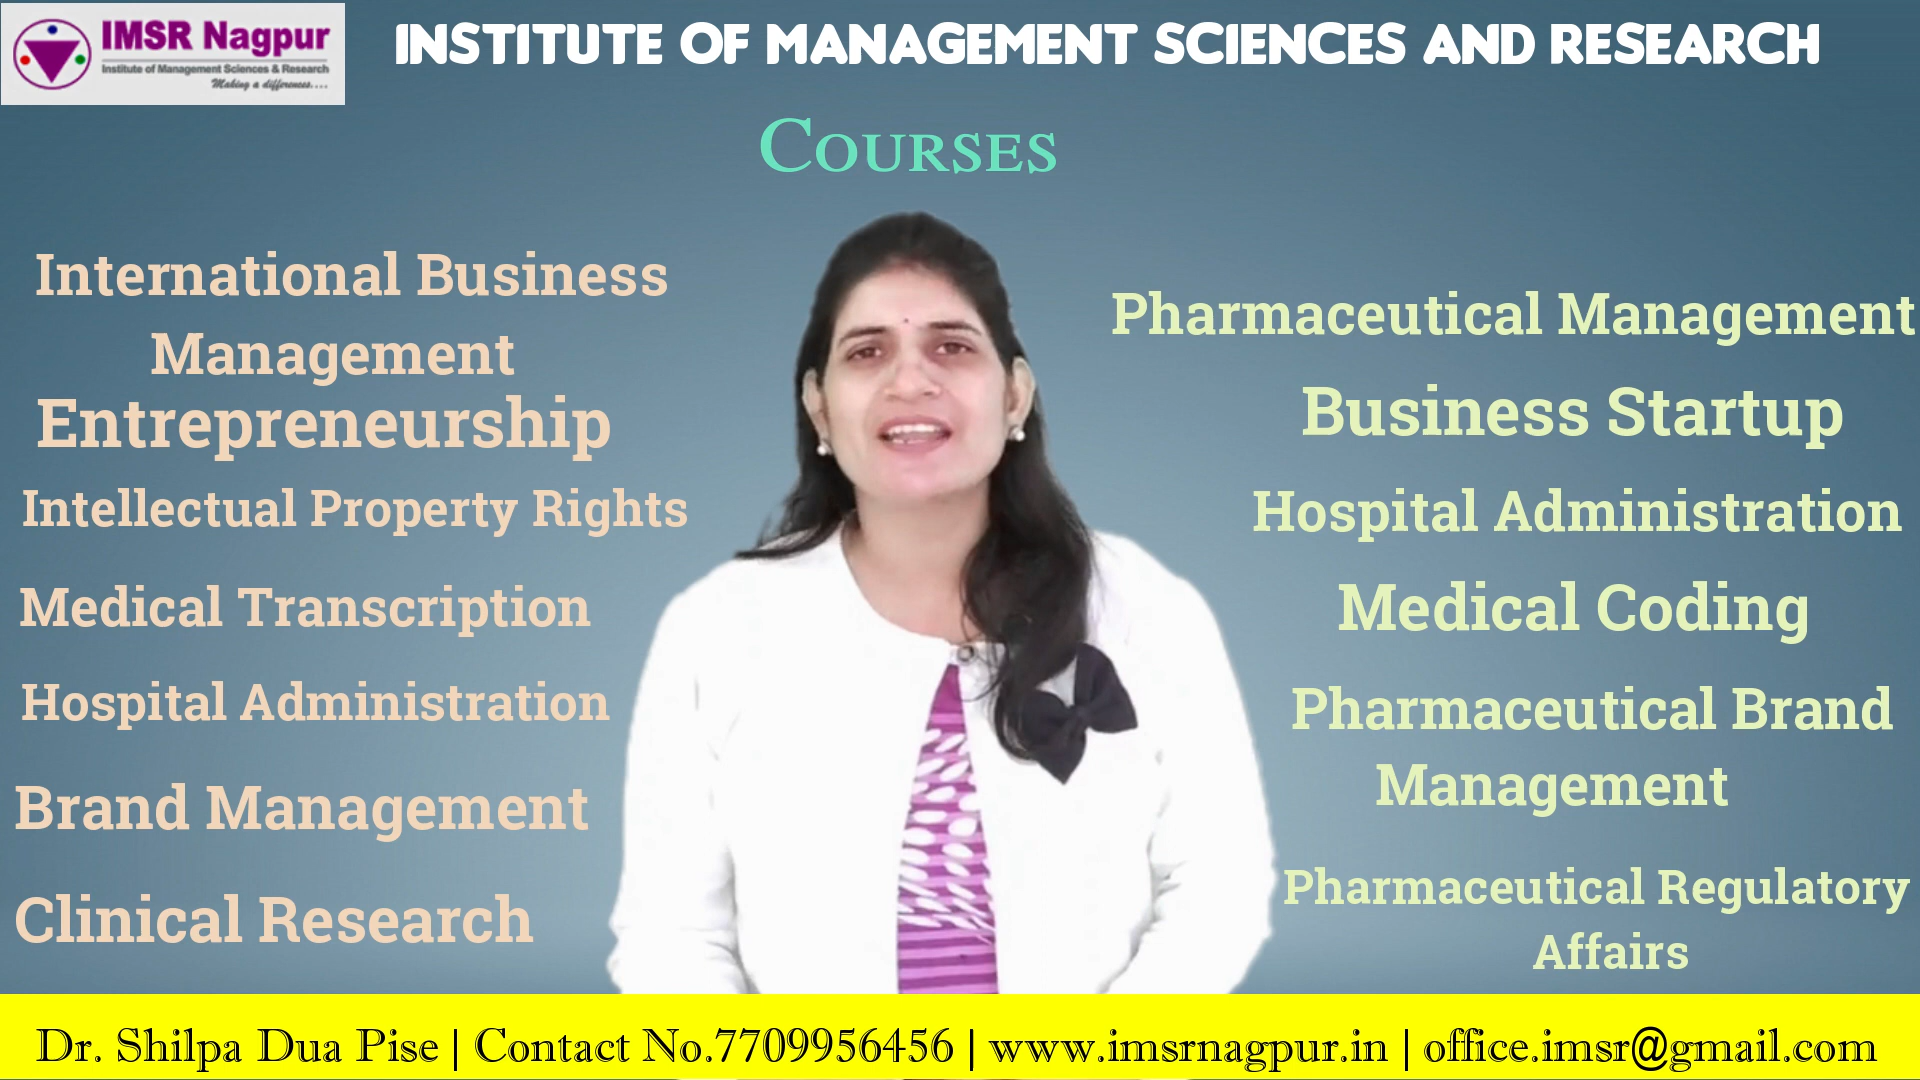 IMSR Nagpur
Institute of Management Sciences & Research
Making a differences....
INSTITUTE OF MANAGEMENT SCIENCES AND RESEARCH
COURSES
International Business
Management
Entrepreneurship
Intellectual Property Rights
Medical Transcription
Hospital Administration
Brand Management
Clinical Research
Pharmaceutical Management
Business Startup
Hospital Administration
Medical Coding
Pharmaceutical Brand
Management
Pharmaceutical Regulatory
Affairs
Dr. Shilpa Dua Pise | Contact No.7709956456 | www.imsrnagpur.in | office.imsr@gmail.com